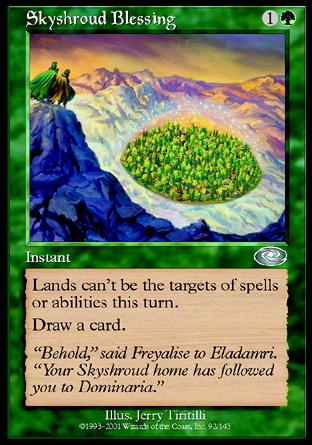 Skyshroud Blessing 1
Instant
Lands can't be the targets of spells
or abilities this turn.
Draw a card.
"Behold," said Freyalise to Eladamri.
"Your Skyshroud home has followed
you to Dominaria."
Illus. Jerry Tiritilli
©1993–2001 Wizards of the Coast, Inc. 92/143